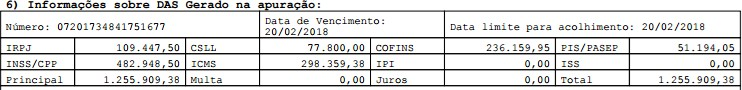 6) Informações sobre DAS Gerado na apuração:
Número: 07201734841751677 Data de Vencimento: 20/02/2018 Data limite para acolhimento: 20/02/2018
IRPJ 109.447,50 CSLL 77.800,00 COFINS 236.159,95 PIS/PASEP 51.194,05
INSS/CPP 482.948,50 ICMS 298.359,38 IPI 0,00 ISS 0,00
Principal 1.255.909,38 Multa 0,00 Juros 0,00 Total 1.255.909,38